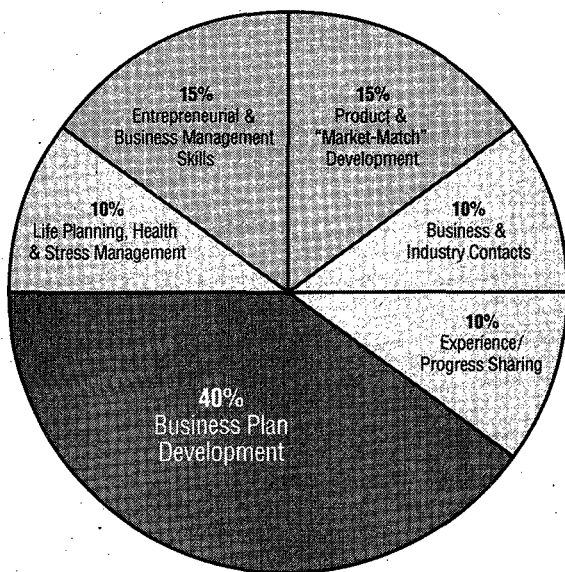 15%
Entrepreneurial &
Business Management
Skills
15%
Product &
"Market-Match"
Development
10%
Life Planning, Health
& Stress Management
10%
Business &
Industry Contacts
10%
Experience/
Progress Sharing
40%
Business Plan
Development